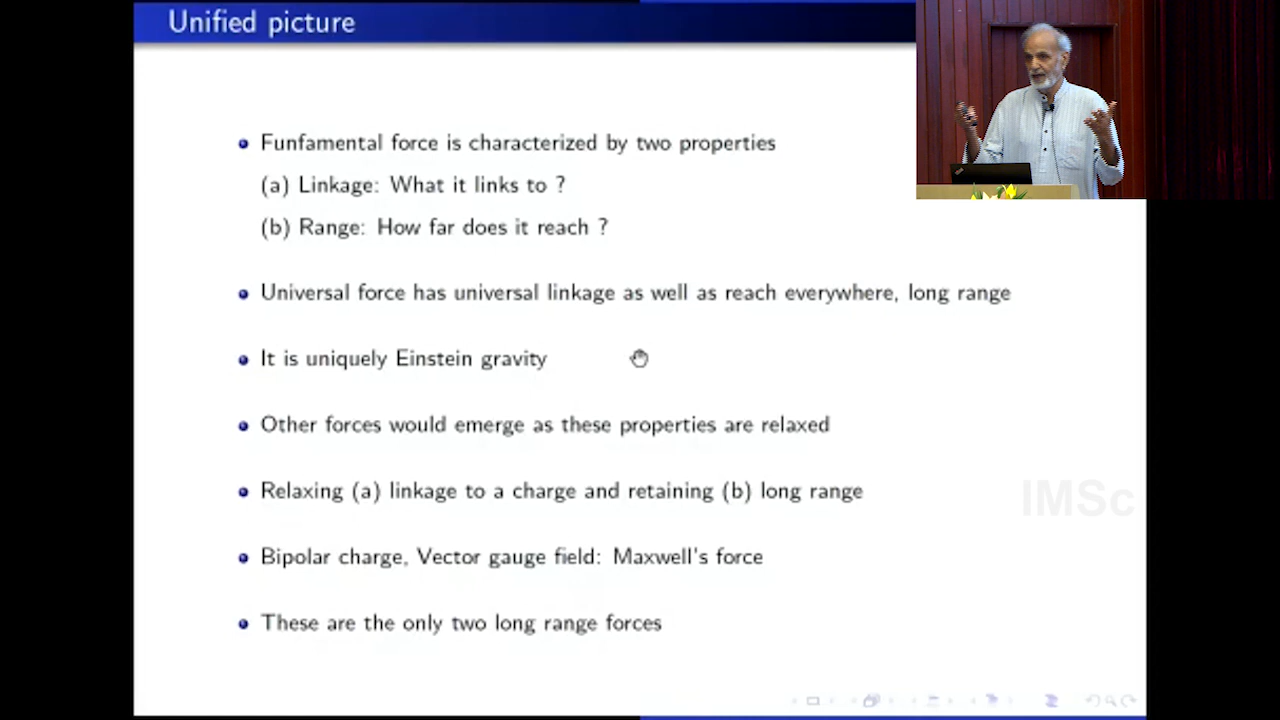 Unified picture
Funfamental force is characterized by two properties
(a) Linkage: What it links to ?
(b) Range: How far does it reach ?
Universal force has universal linkage as well as reach everywhere, long range
It is uniquely Einstein gravity
Other forces would emerge as these properties are relaxed
Relaxing (a) linkage to a charge and retaining (b) long range
IMSc
Bipolar charge, Vector gauge field: Maxwell's force
These are the only two long range forces